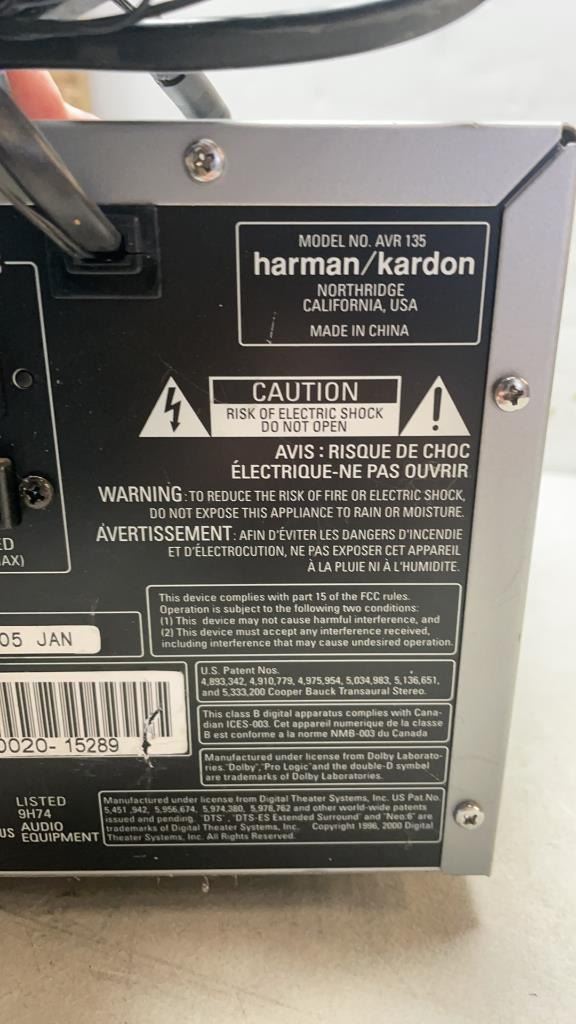 MODEL NO. AVR 135
harman/kardon
NORTHRIDGE
CALIFORNIA, USA
MADE IN CHINA
CAUTION
RISK OF ELECTRIC SHOCK
DO NOT OPEN
AVIS : RISQUE DE CHOC
ÉLECTRIQUE-NE PAS OUVRIR
WARNING : TO REDUCE THE RISK OF FIRE OR ELECTRIC SHOCK,
DO NOT EXPOSE THIS APPLIANCE TO RAIN OR MOISTURE.
AVERTISSEMENT : AFIN D'ÉVITER LES DANGERS D'INCENDIE
ET D'ÉLECTROCUTION, NE PAS EXPOSER CET APPAREIL
À LA PLUIE NI À L'HUMIDITE.
ED
AX)
This device complies with part 15 of the FCC rules.
Operation is subject to the following two conditions:
(1) This device may not cause harmful interference, and
(2) This device must accept any interference received,
including interference that may cause undesired operation.
05 JAN
U.S. Patent Nos.
4,893,342, 4,910,779, 4,975,954, 5,034,983, 5,136,651,
and 5,333,200 Cooper Bauck Transaural Stereo.
This class B digital apparatus complies with Cana-
dian ICES-003. Cet appareil numerique de la classe
B est conforme a la norme NMB-003 du Canada
0020-15289
Manufactured under license from Dolby Laborato-
ries. "Dolby", "Pro Logic" and the double-D symbol
are trademarks of Dolby Laboratories.
LISTED
9H74
US AUDIO
EQUIPMENT
Manufactured under license from Digital Theater Systems, Inc. US Pat.No.
5,451,942, 5,956,674, 5,974,380, 5,978,762 and other world-wide patents
issued and pending. "DTS", "DTS-ES Extended Surround" and "Neo:6" are
trademarks of Digital Theater Systems, Inc. Copyright 1996, 2000 Digital
Theater Systems, Inc. All Rights Reserved.